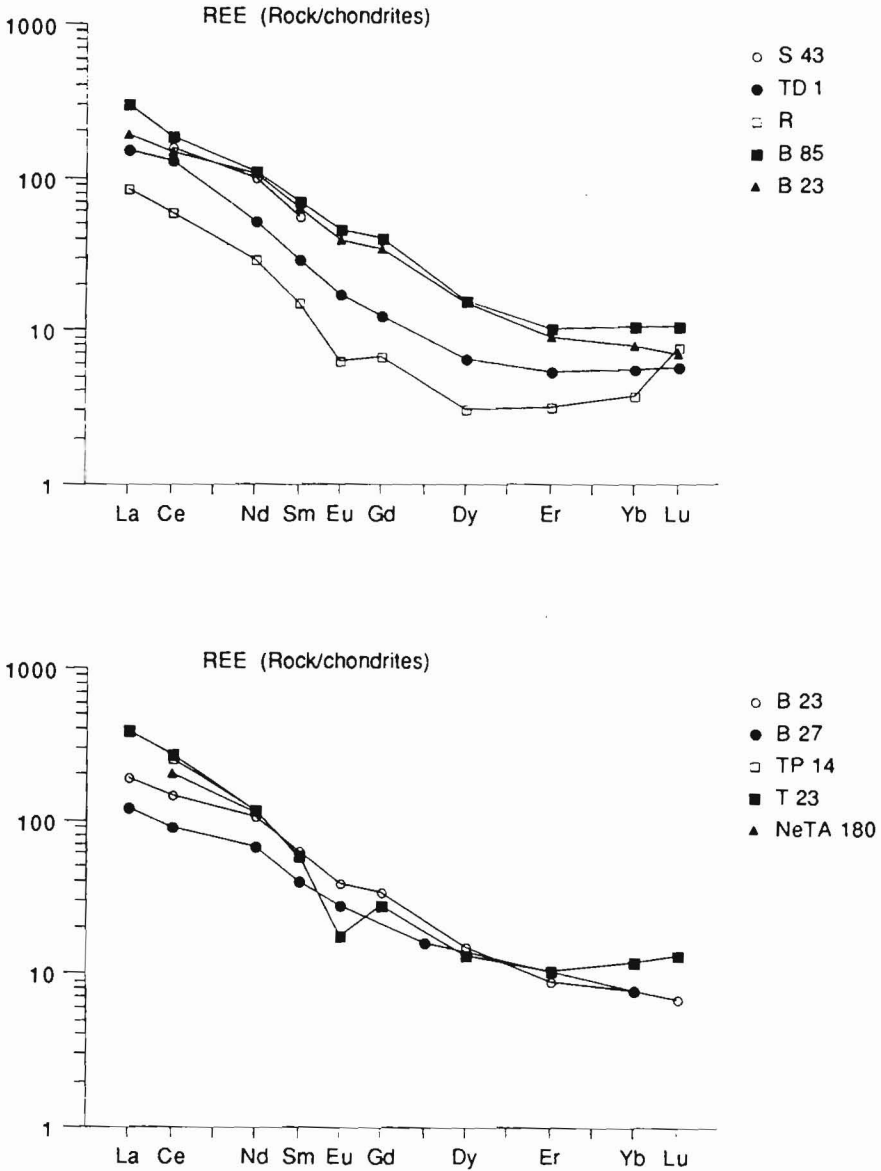 REE (Rock/chondrites)
1000
100
10
1
La Ce Nd Sm Eu Gd Dy Er Yb Lu
S 43
TD 1
R
B 85
B 23
REE (Rock/chondrites)
1000
100
10
1
La Ce Nd Sm Eu Gd Dy Er Yb Lu
B 23
B 27
TP 14
T 23
NeTA 180